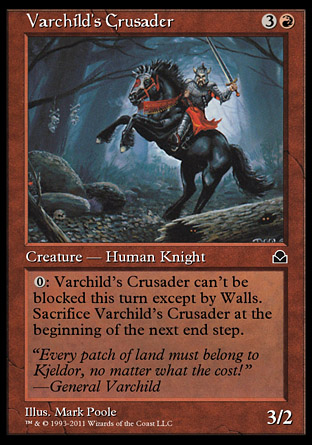 Varchild's Crusader 3
Creature — Human Knight
0: Varchild's Crusader can't be
blocked this turn except by Walls.
Sacrifice Varchild's Crusader at the
beginning of the next end step.
"Every patch of land must belong to
Kjeldor, no matter what the cost!"
—General Varchild
Illus. Mark Poole
™ & © 1993-2011 Wizards of the Coast LLC
3/2